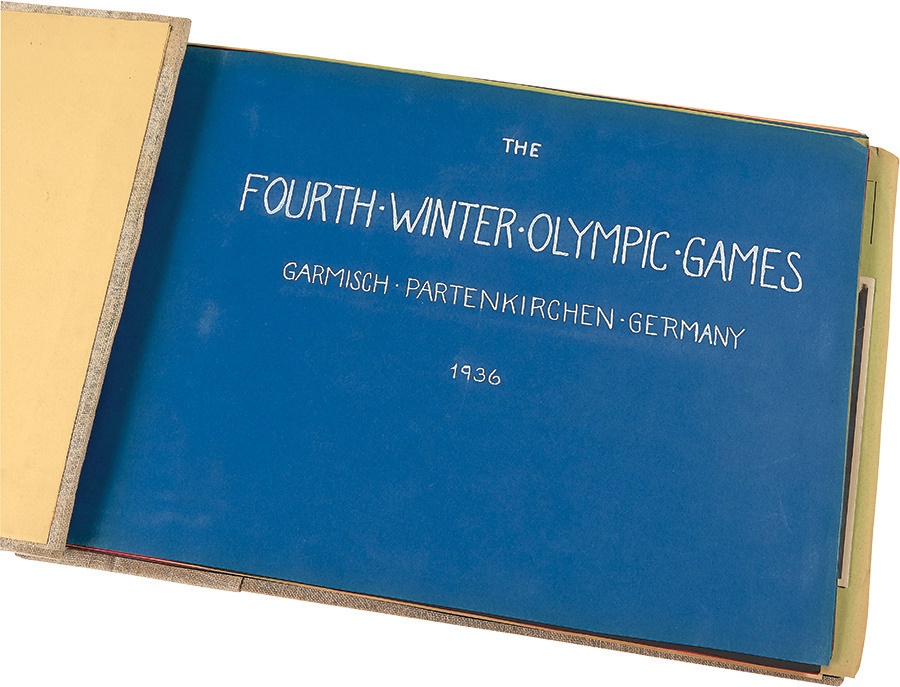 THE
FOURTH·WINTER·OLYMPIC·GAMES
GARMISCH·PARTENKIRCHEN·GERMANY
1936